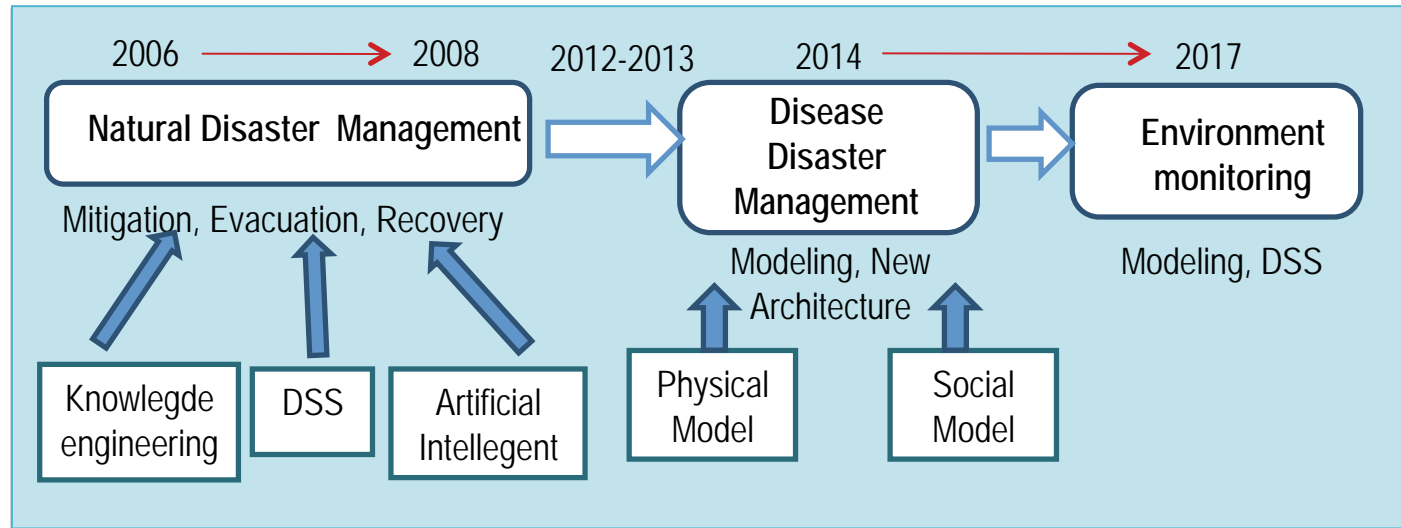 2006
2008
2012-2013
2014
2017
Natural Disaster Management
Disease
Disaster
Management
Environment
monitoring
Mitigation, Evacuation, Recovery
Modeling, New
Architecture
Modeling, DSS
Knowlegde
engineering
DSS
Artificial
Intellegent
Physical
Model
Social
Model